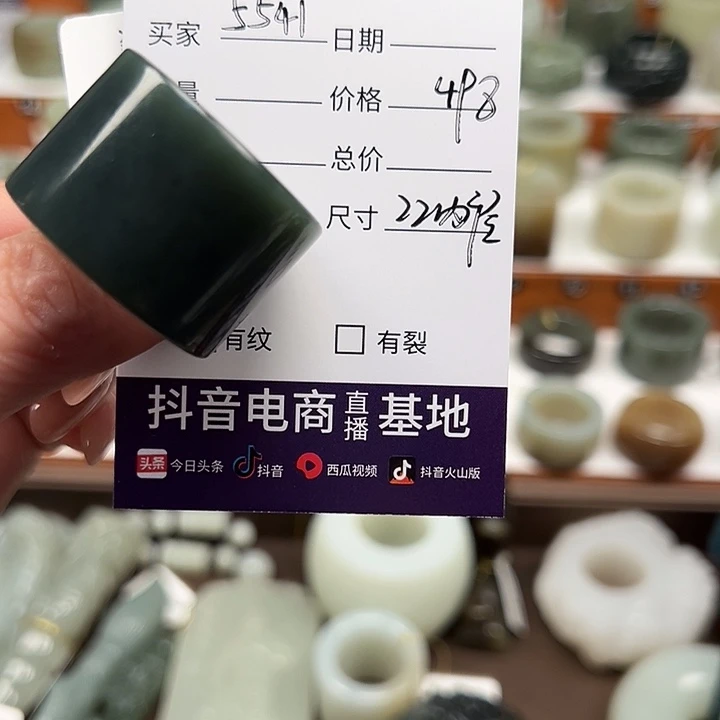 买家 5541 日期
量 价格 498
总价
尺寸 22内径
有纹 有裂
抖音电商直播基地
头条 今日头条 抖音 西瓜视频 抖音火山版